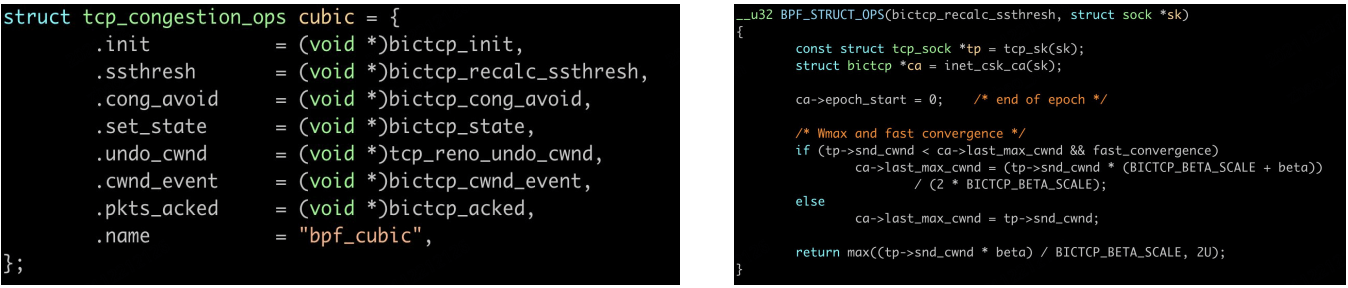 struct tcp_congestion_ops cubic = {
        .init           = (void *)bictcp_init,
        .ssthresh       = (void *)bictcp_recalc_ssthresh,
        .cong_avoid     = (void *)bictcp_cong_avoid,
        .set_state      = (void *)bictcp_state,
        .undo_cwnd      = (void *)tcp_reno_undo_cwnd,
        .cwnd_event     = (void *)bictcp_cwnd_event,
        .pkts_acked     = (void *)bictcp_acked,
        .name           = "bpf_cubic",
};
__u32 BPF_STRUCT_OPS(bictcp_recalc_ssthresh, struct sock *sk)
{
        const struct tcp_sock *tp = tcp_sk(sk);
        struct bictcp *ca = inet_csk_ca(sk);
        ca->epoch_start = 0;    /* end of epoch */
        /* Wmax and fast convergence */
        if (tp->snd_cwnd < ca->last_max_cwnd && fast_convergence)
                ca->last_max_cwnd = (tp->snd_cwnd * (BICTCP_BETA_SCALE + beta))
                        / (2 * BICTCP_BETA_SCALE);
        else
                ca->last_max_cwnd = tp->snd_cwnd;
        return max((tp->snd_cwnd * beta) / BICTCP_BETA_SCALE, 2U);
}